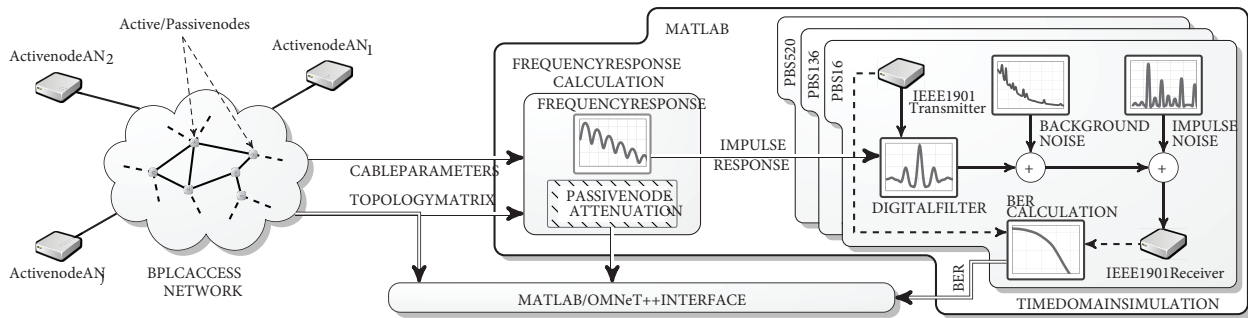 Active/Passivenodes
ActivenodeAN2
ActivenodeAN1
ActivenodeANj
BPLCACCESS
NETWORK
CABLEPARAMETERS
TOPOLOGYMATRIX
MATLAB
FREQUENCYRESPONSE
CALCULATION
FREQUENCYRESPONSE
PASSIVENODE
ATTENUATION
IMPULSE
RESPONSE
PBS520
PBS136
PBS16
IEEE1901
Transmitter
BACKGROUND
NOISE
IMPULSE
NOISE
+
+
DIGITALFILTER
BER
CALCULATION
IEEE1901Receiver
BER
TIMEDOMAINSIMULATION
MATLAB/OMNeT++INTERFACE